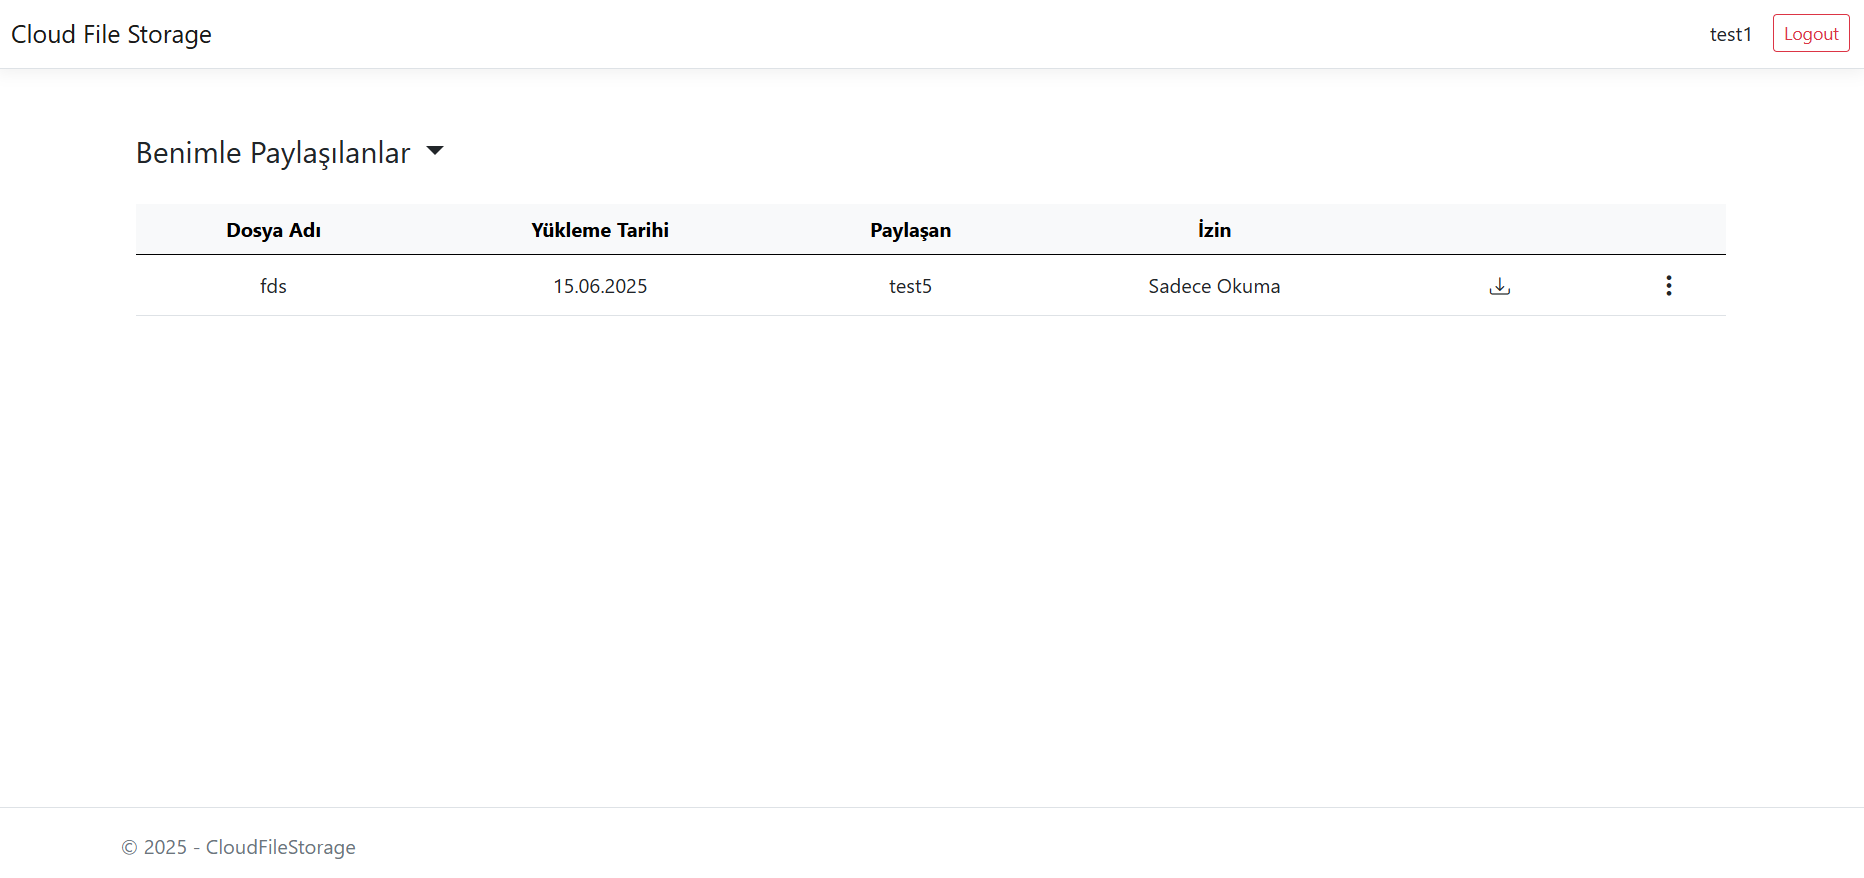 Cloud File Storage
test1 Logout
Benimle Paylaşılanlar
Dosya Adı Yükleme Tarihi Paylaşan İzin
fds 15.06.2025 test5 Sadece Okuma
© 2025 - CloudFileStorage